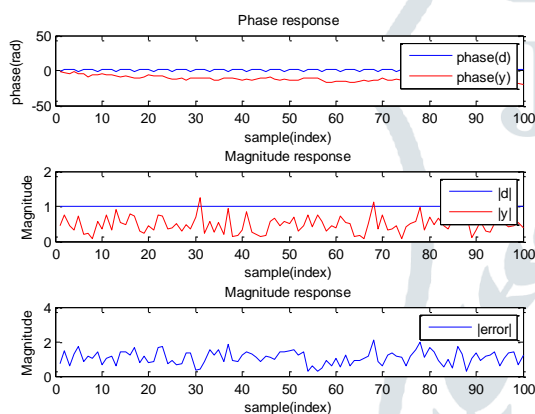 Phase response
50
0
-50
phase(rad)
phase(d)
phase(y)
0 10 20 30 40 50 60 70 80 90 100
sample(index)
Magnitude response
2
1
0
Magnitude
|d|
|y|
0 10 20 30 40 50 60 70 80 90 100
sample(index)
Magnitude response
4
2
0
Magnitude
|error|
0 10 20 30 40 50 60 70 80 90 100
sample(index)